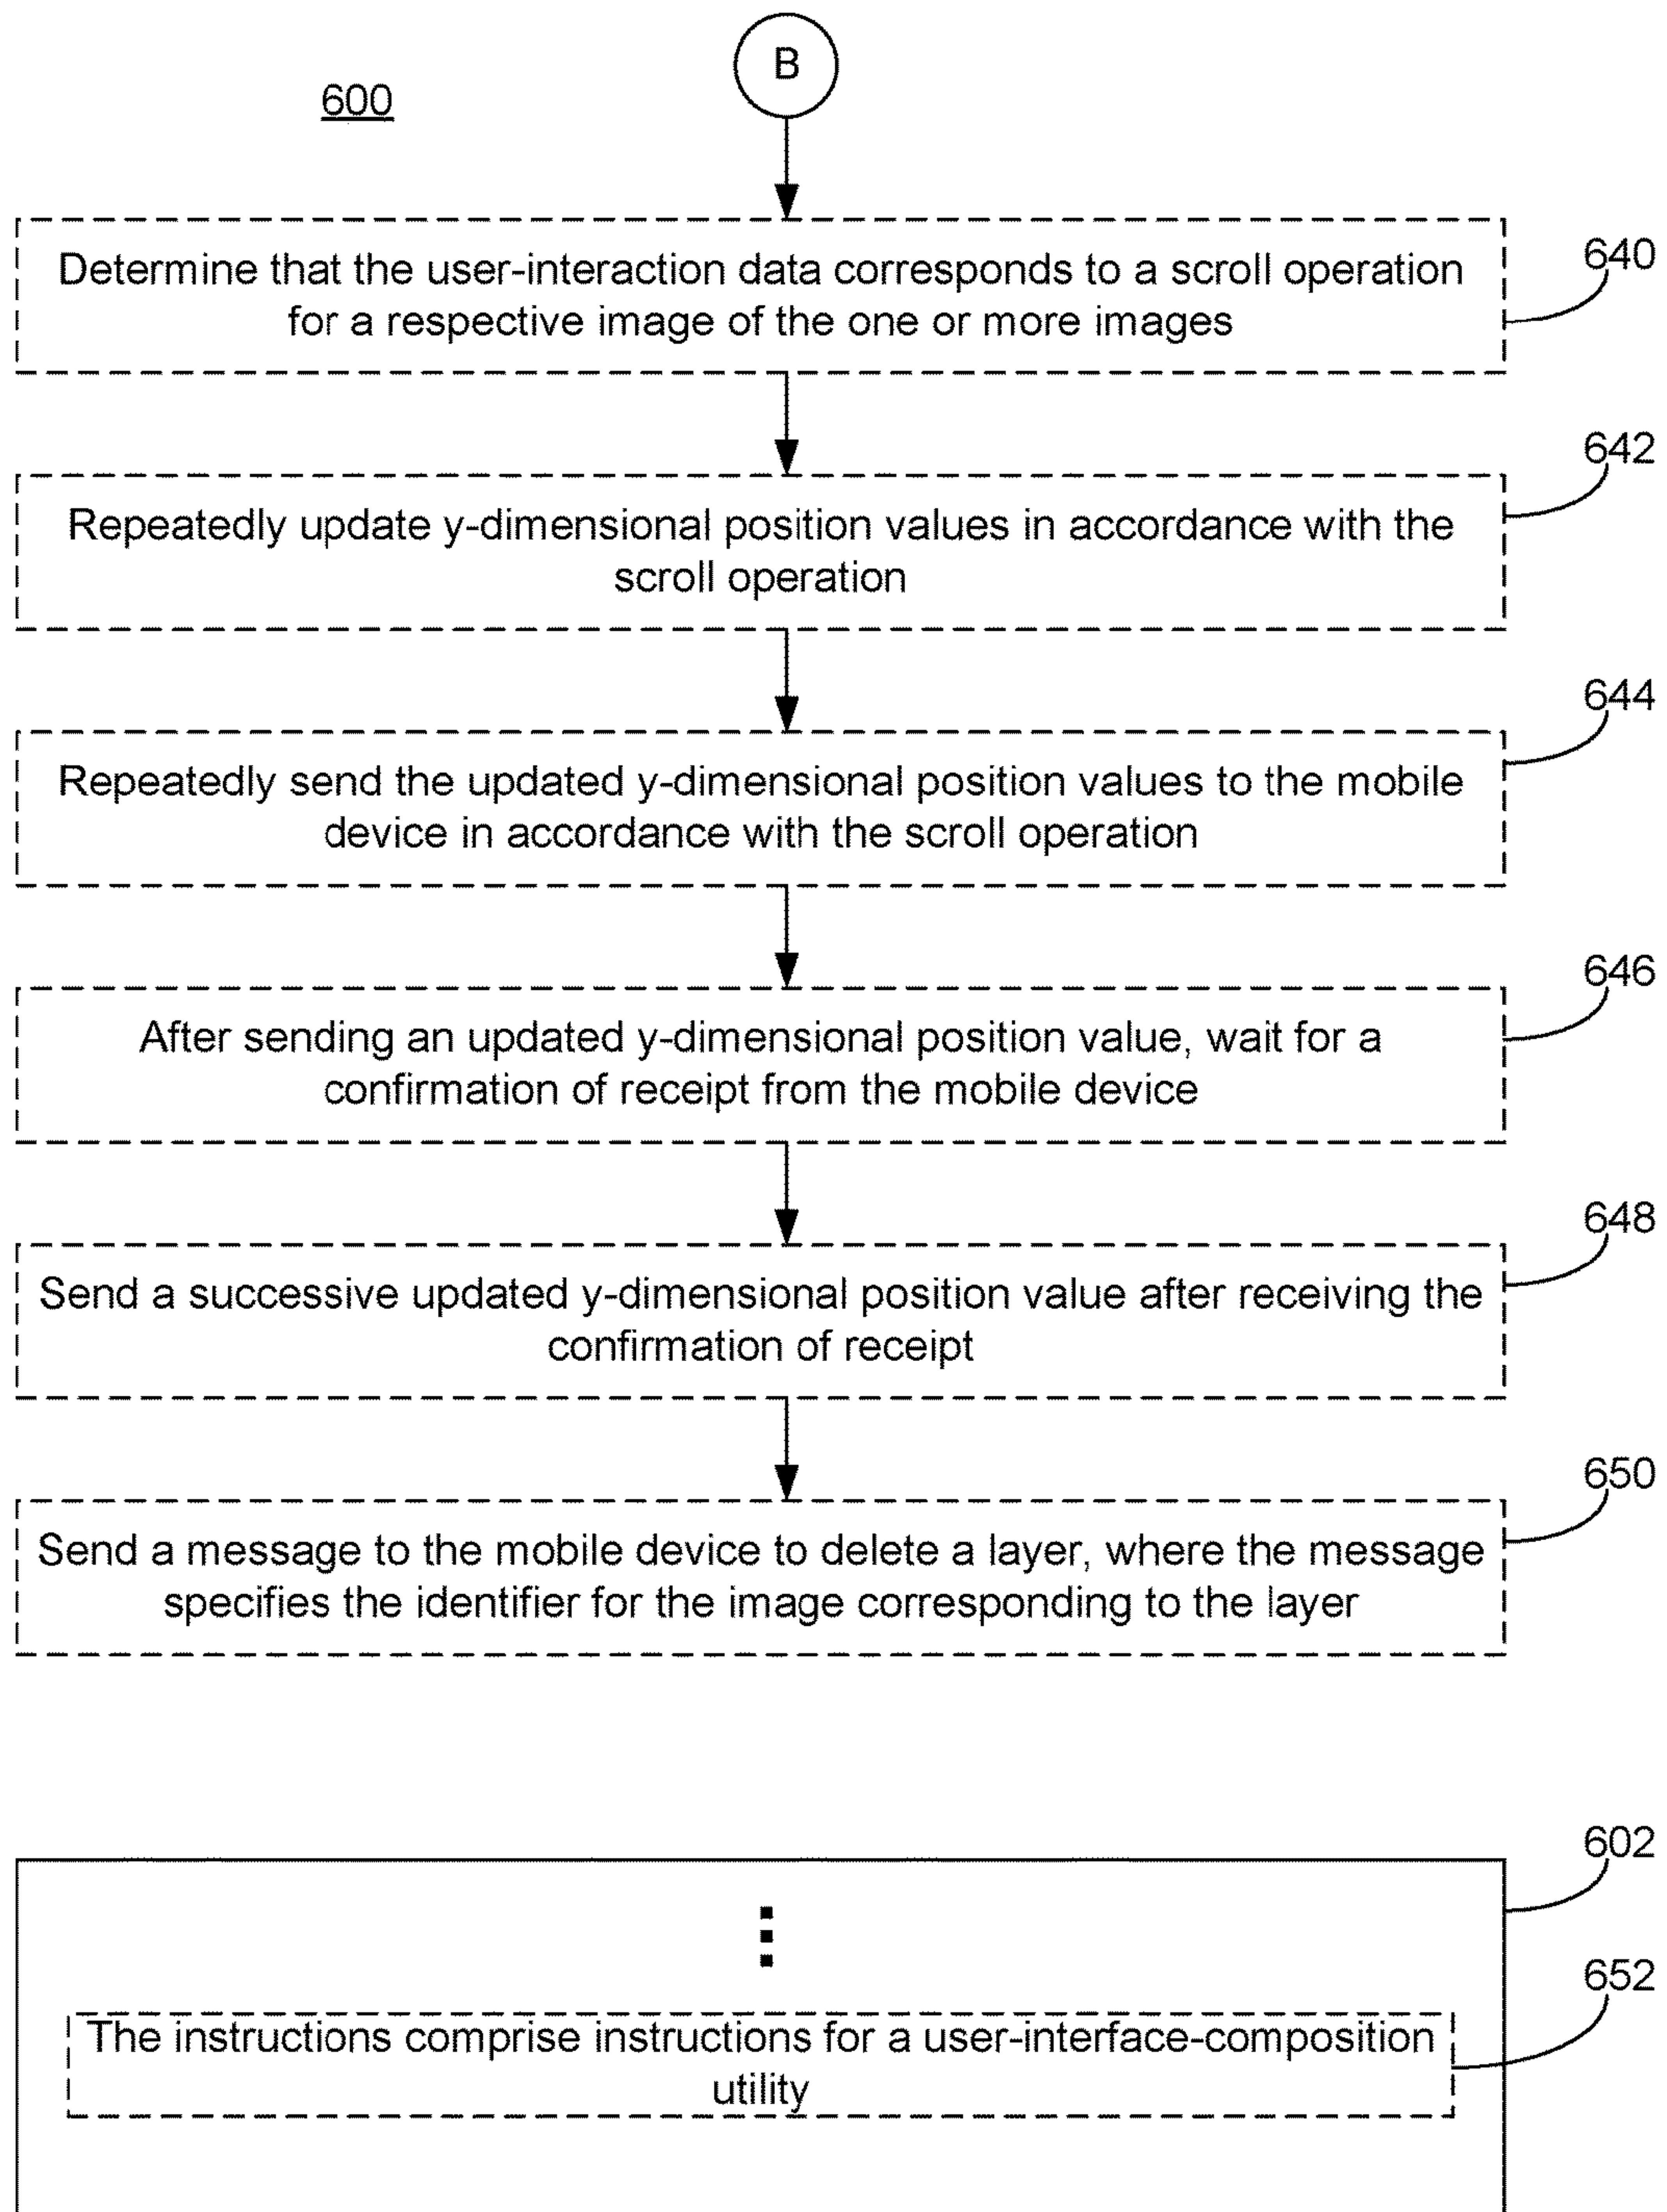 B
600
Determine that the user-interaction data corresponds to a scroll operation
for a respective image of the one or more images
640
Repeatedly update y-dimensional position values in accordance with the
scroll operation
642
Repeatedly send the updated y-dimensional position values to the mobile
device in accordance with the scroll operation
644
After sending an updated y-dimensional position value, wait for a
confirmation of receipt from the mobile device
646
Send a successive updated y-dimensional position value after receiving the
confirmation of receipt
648
Send a message to the mobile device to delete a layer, where the message
specifies the identifier for the image corresponding to the layer
650
602
The instructions comprise instructions for a user-interface-composition
utility
652